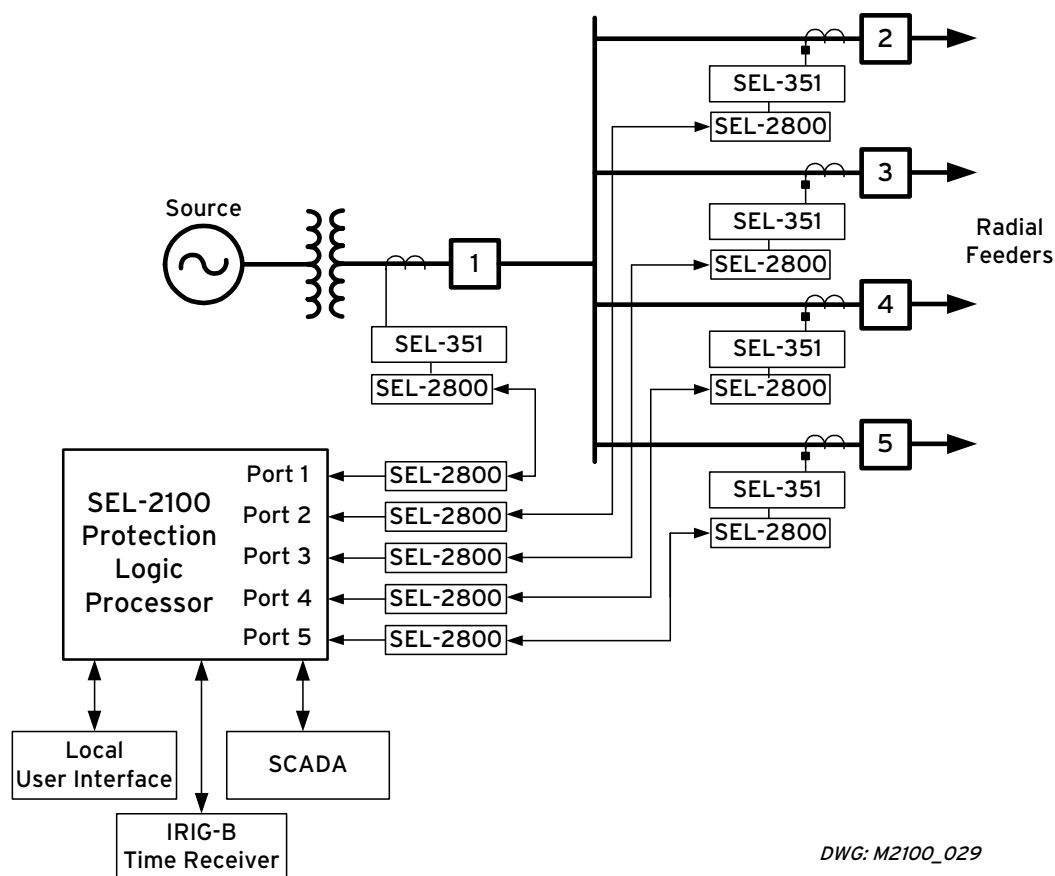 2
SEL-351
SEL-2800
3
SEL-351
SEL-2800
Source
Radial
Feeders
1
4
SEL-351
SEL-2800
SEL-351
SEL-2800
5
SEL-351
SEL-2800
SEL-2100
Protection
Logic
Processor
Port 1
SEL-2800
Port 2
SEL-2800
Port 3
SEL-2800
Port 4
SEL-2800
Port 5
SEL-2800
Local
User Interface
SCADA
IRIG-B
Time Receiver
DWG: M2100_029